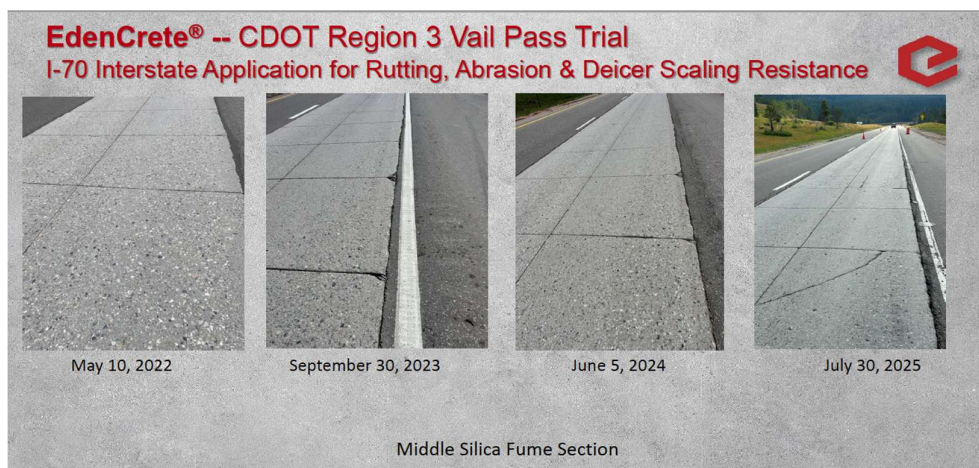 EdenCrete® -- CDOT Region 3 Vail Pass Trial
I-70 Interstate Application for Rutting, Abrasion & Deicer Scaling Resistance
May 10, 2022
September 30, 2023
June 5, 2024
July 30, 2025
Middle Silica Fume Section